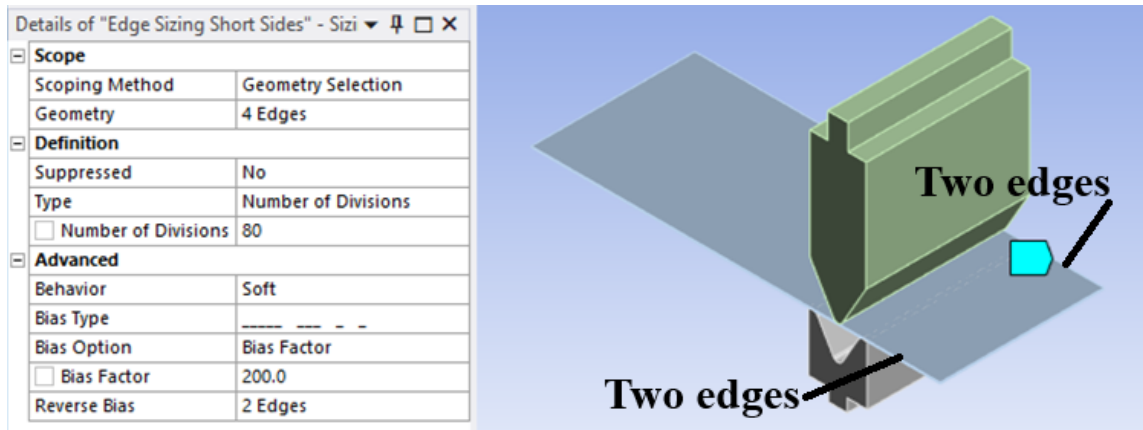 Details of "Edge Sizing Short Sides" - Sizi
Scope
Scoping Method Geometry Selection
Geometry 4 Edges
Definition
Suppressed No
Type Number of Divisions
Number of Divisions 80
Advanced
Behavior Soft
Bias Type _____ ___ _ _
Bias Option Bias Factor
Bias Factor 200.0
Reverse Bias 2 Edges
Two edges
Two edges